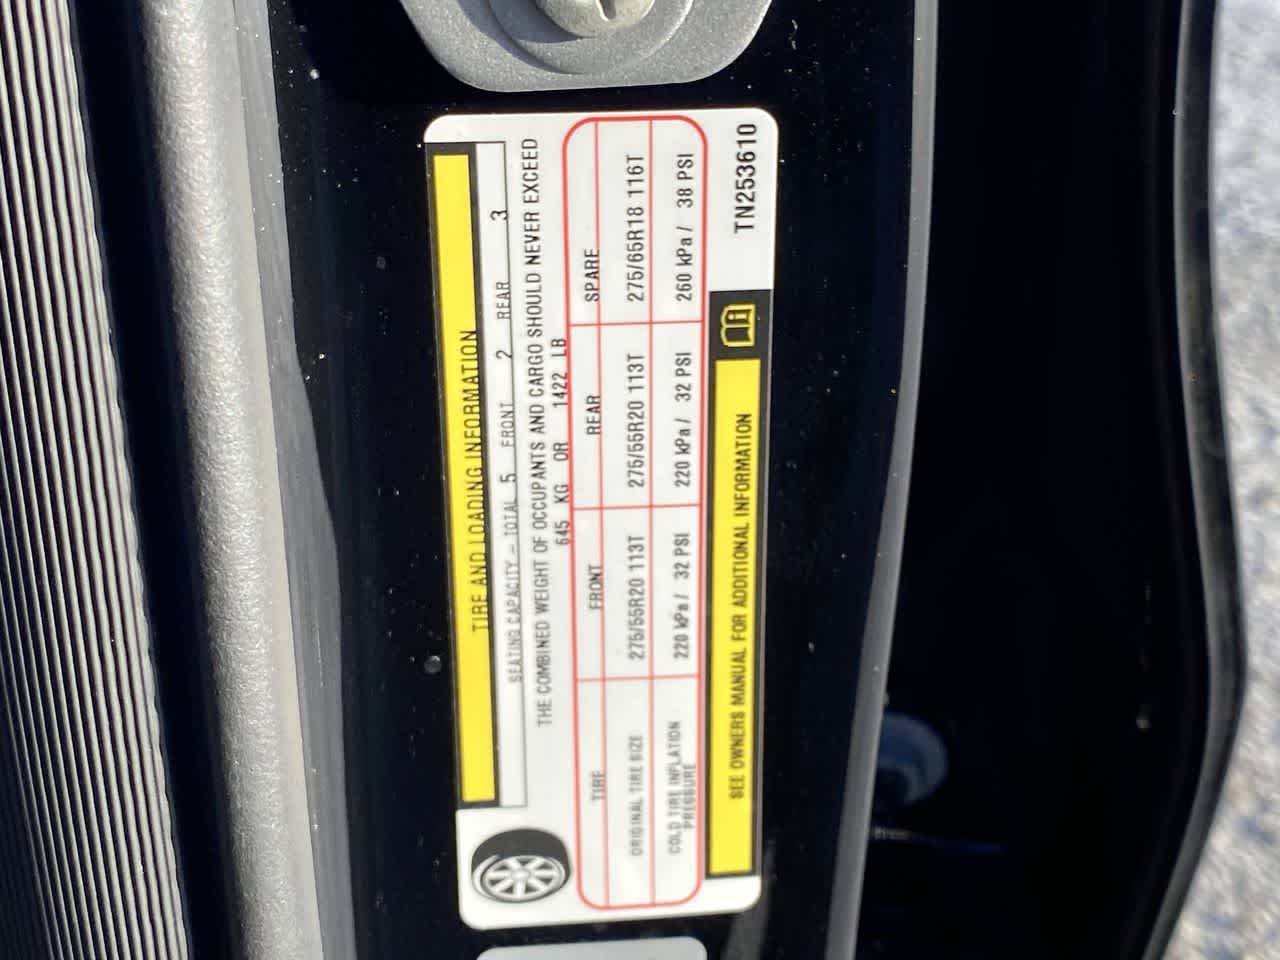 TIRE AND LOADING INFORMATION
SEATING CAPACITY – TOTAL 5 FRONT 2 REAR 3
THE COMBINED WEIGHT OF OCCUPANTS AND CARGO SHOULD NEVER EXCEED
645 KG OR 1422 LB
TIRE FRONT REAR SPARE
ORIGINAL TIRE SIZE 275/55R20 113T 275/55R20 113T 275/65R18 116T
COLD TIRE INFLATION PRESSURE 220 kPa/ 32 PSI 220 kPa/ 32 PSI 260 kPa/ 38 PSI
SEE OWNERS MANUAL FOR ADDITIONAL INFORMATION
TN253610